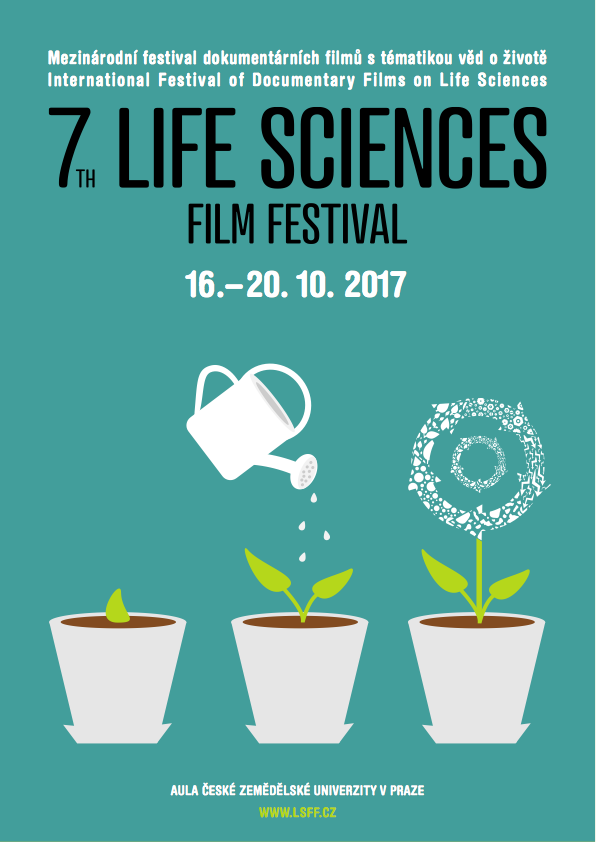 Mezinárodní festival dokumentárních filmů s tématikou věd o životě
International Festival of Documentary Films on Life Sciences
7TH LIFE SCIENCES
FILM FESTIVAL
16.–20. 10. 2017
AULA ČESKÉ ZEMĚDĚLSKÉ UNIVERZITY V PRAZE
WWW.LSFF.CZ